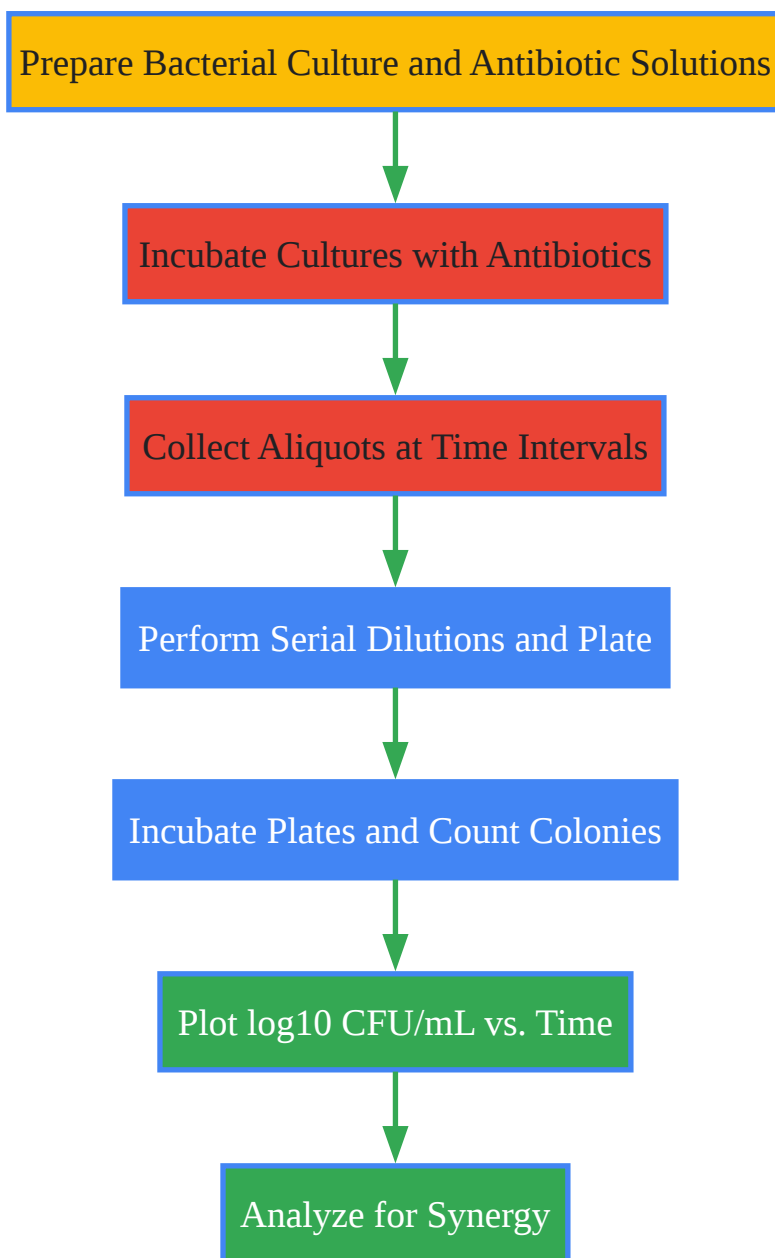 Prepare Bacterial Culture and Antibiotic Solutions
Incubate Cultures with Antibiotics
Collect Aliquots at Time Intervals
Perform Serial Dilutions and Plate
Incubate Plates and Count Colonies
Plot log10 CFU/mL vs. Time
Analyze for Synergy